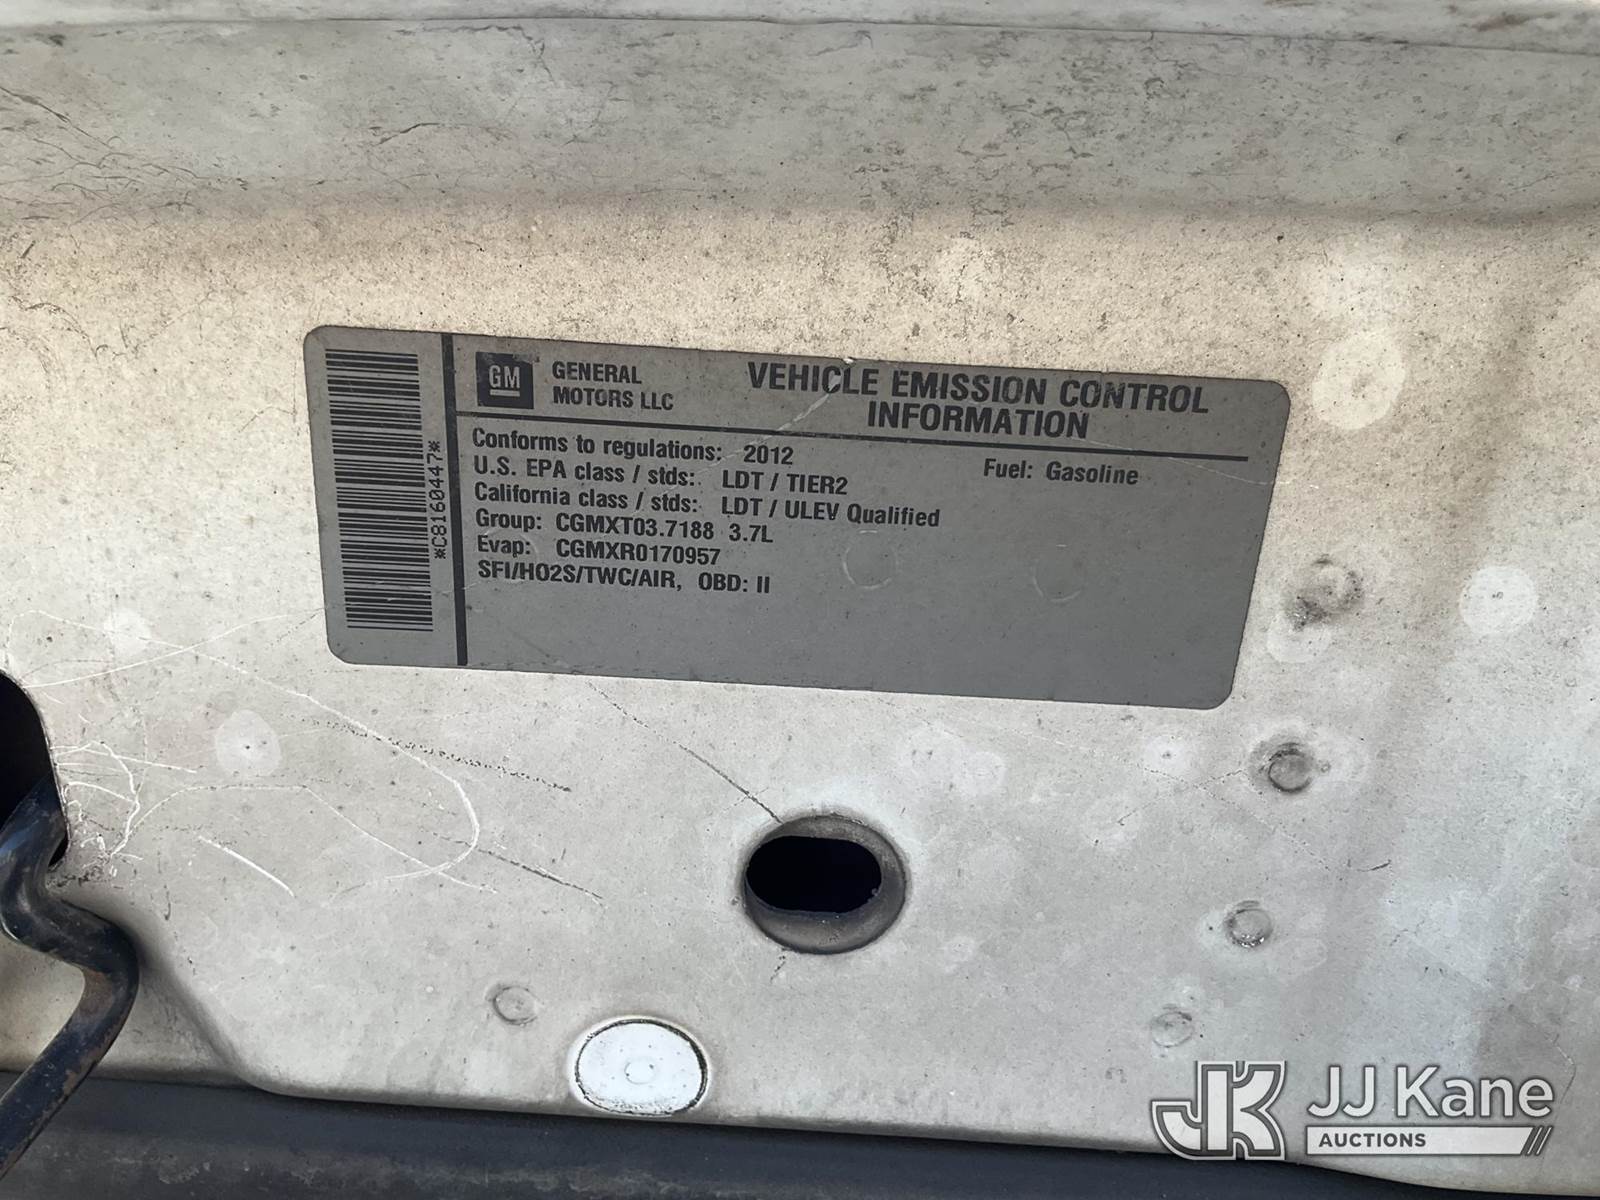 *C8160447*
GM
GENERAL
MOTORS LLC
VEHICLE EMISSION CONTROL
INFORMATION
Conforms to regulations: 2012
Fuel: Gasoline
U.S. EPA class / stds: LDT / TIER2
California class / stds: LDT / ULEV Qualified
Group: CGMXT03.7188 3.7L
Evap: CGMXR0170957
SFI/HO2S/TWC/AIR, OBD: II
JK
JJ Kane
AUCTIONS